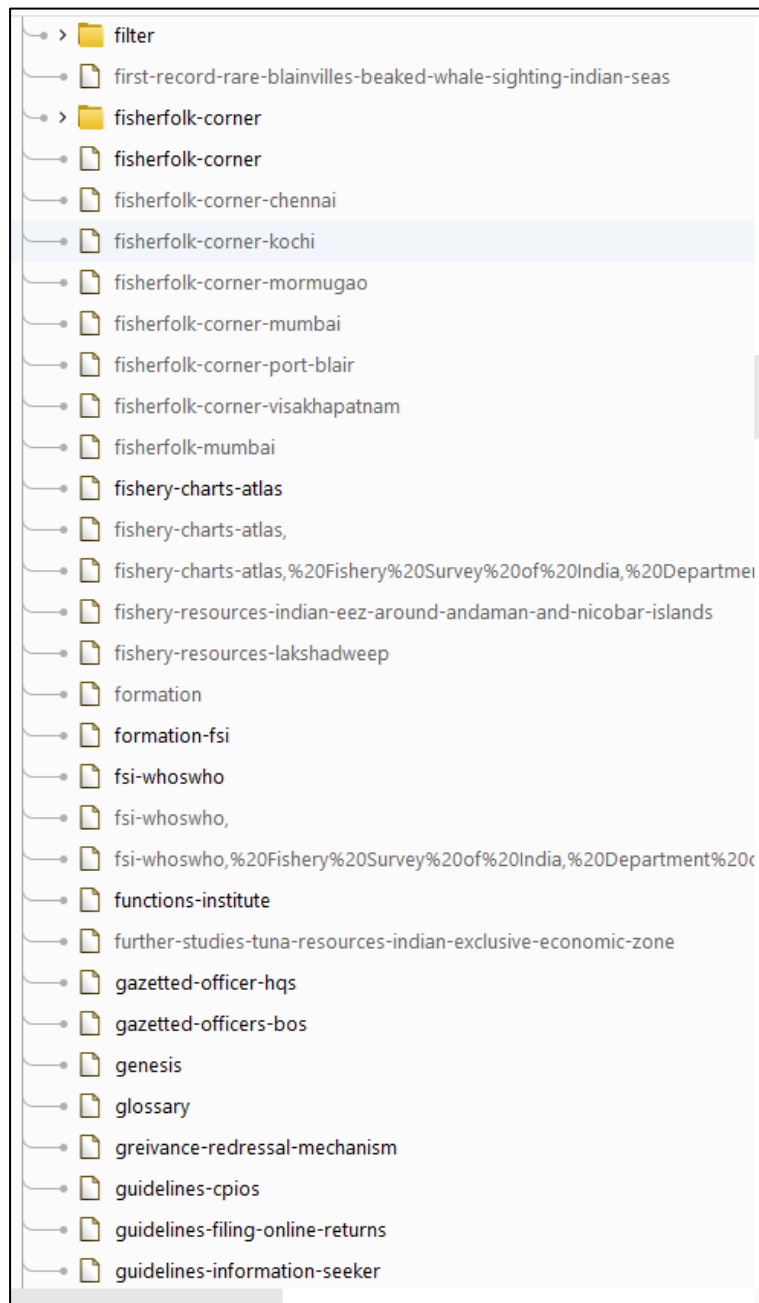 filter
first-record-rare-blainvilles-beaked-whale-sighting-indian-seas
fisherfolk-corner
fisherfolk-corner
fisherfolk-corner-chennai
fisherfolk-corner-kochi
fisherfolk-corner-mormugao
fisherfolk-corner-mumbai
fisherfolk-corner-port-blair
fisherfolk-corner-visakhapatnam
fisherfolk-mumbai
fishery-charts-atlas
fishery-charts-atlas,
fishery-charts-atlas,%20Fishery%20Survey%20of%20India,%20Departmen
fishery-resources-indian-eez-around-andaman-and-nicobar-islands
fishery-resources-lakshadweep
formation
formation-fsi
fsi-whoswho
fsi-whoswho,
fsi-whoswho,%20Fishery%20Survey%20of%20India,%20Department%20o
functions-institute
further-studies-tuna-resources-indian-exclusive-economic-zone
gazetted-officer-hqs
gazetted-officers-bos
genesis
glossary
greivance-redressal-mechanism
guidelines-cpios
guidelines-filing-online-returns
guidelines-information-seeker